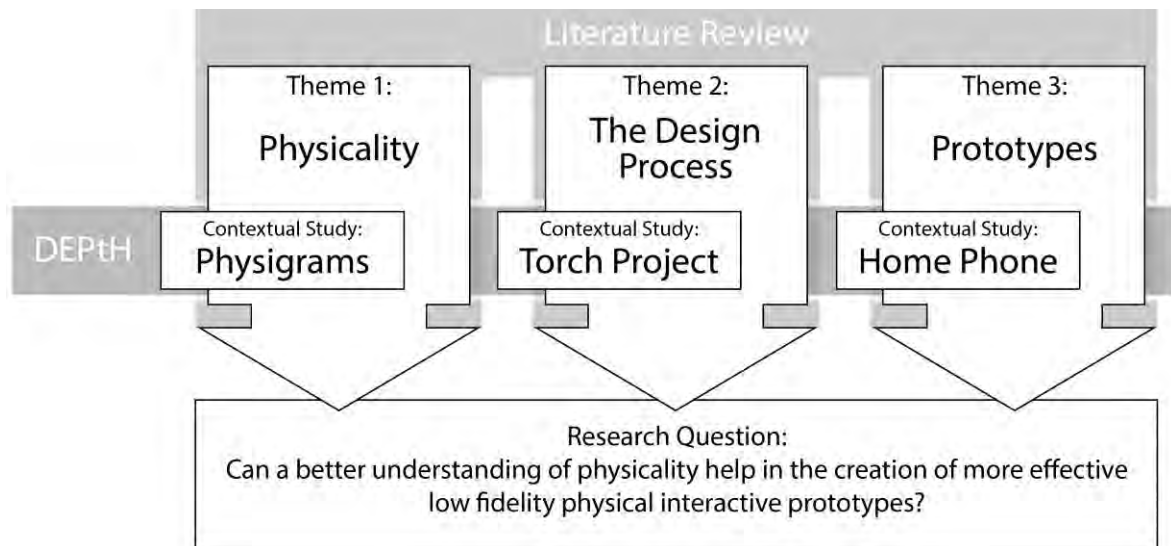 Literature Review
Theme 1:
Physicality
Theme 2:
The Design
Process
Theme 3:
Prototypes
DEPtH
Contextual Study:
Physigrams
Contextual Study:
Torch Project
Contextual Study:
Home Phone
Research Question:
Can a better understanding of physicality help in the creation of more effective
low fidelity physical interactive prototypes?